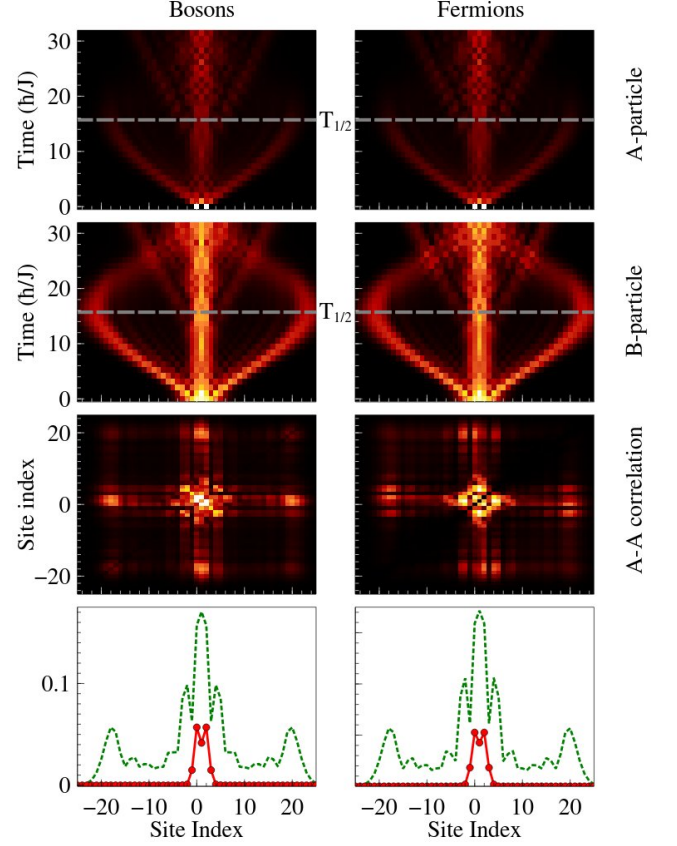 Bosons Fermions
30
20
10
0
Time (ħ/J)
T1/2
A-particle
30
20
10
0
Time (ħ/J)
T1/2
B-particle
20
0
−20
Site index
A-A correlation
0.1
0
−20 −10 0 10 20 −20 −10 0 10 20
Site Index Site Index